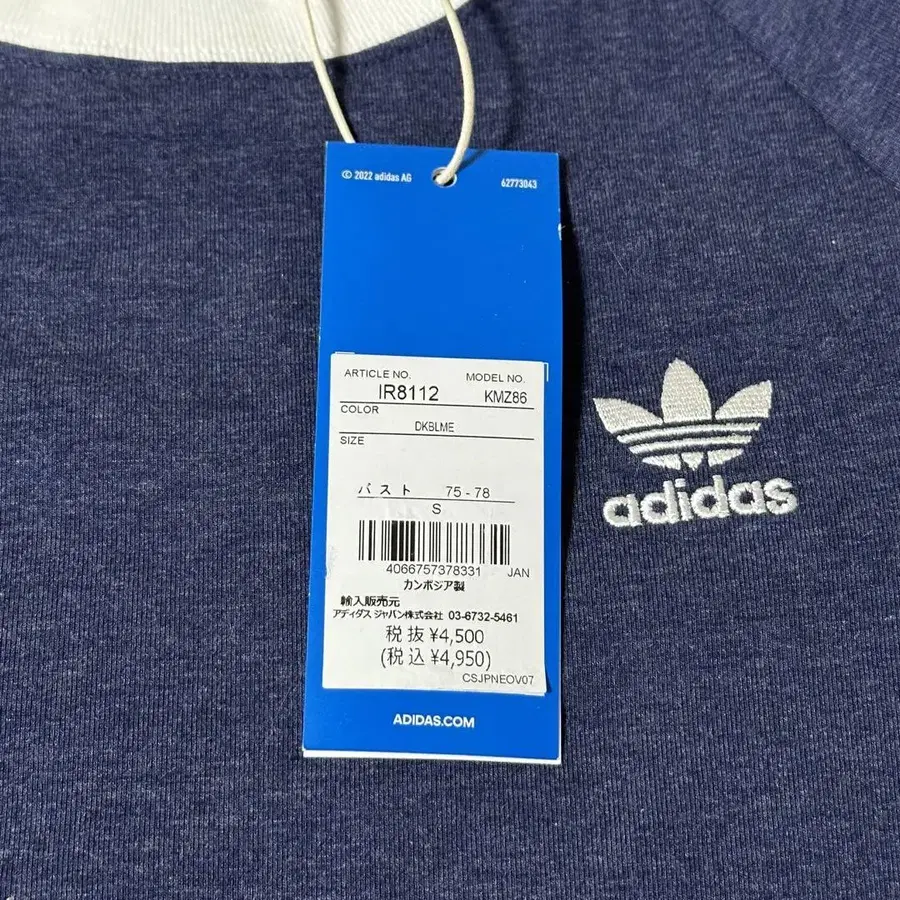 © 2022 adidas AG
62773043
ARTICLE NO. MODEL NO.
IR8112 KMZ86
COLOR
DKBLME
SIZE
バスト 75 - 78
S
4066757378331 JAN
カンボジア製
輸入販売元
アディダス ジャパン株式会社 03-6732-5461
税抜 ¥4,500
(税込 ¥4,950)
CSJPNEOV07
ADIDAS.COM
adidas